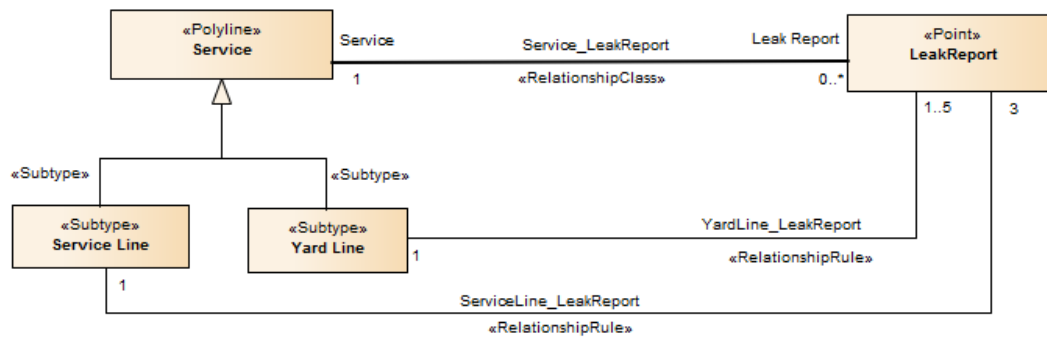 «Polyline»
Service
Service
Service_LeakReport
Leak Report
«Point»
LeakReport
1
«RelationshipClass»
0..*
1..5
3
«Subtype»
«Subtype»
«Subtype»
Service Line
«Subtype»
Yard Line
YardLine_LeakReport
1
«RelationshipRule»
1
ServiceLine_LeakReport
«RelationshipRule»